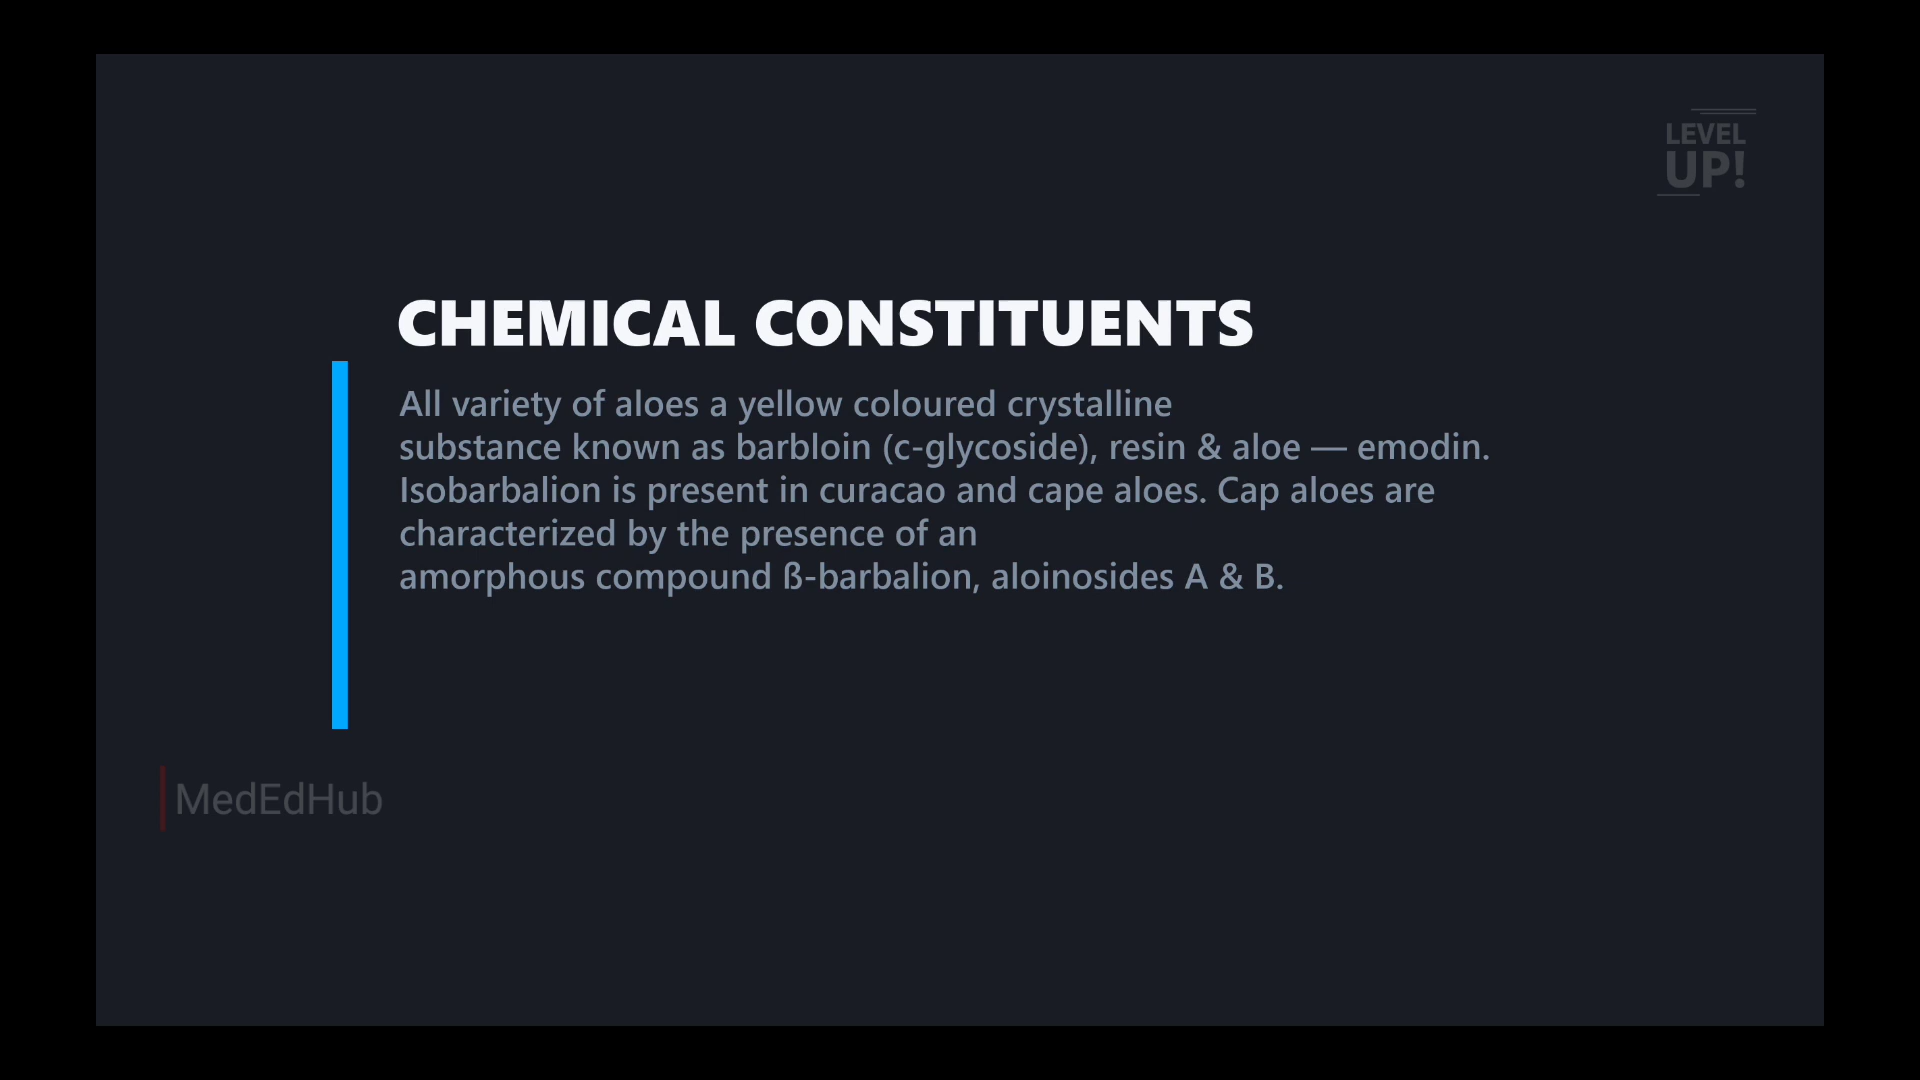 LEVEL
UP!
CHEMICAL CONSTITUENTS
All variety of aloes a yellow coloured crystalline
substance known as barbloin (c-glycoside), resin & aloe — emodin.
Isobarbalion is present in curacao and cape aloes. Cap aloes are
characterized by the presence of an
amorphous compound ß-barbalion, aloinosides A & B.
MedEdHub